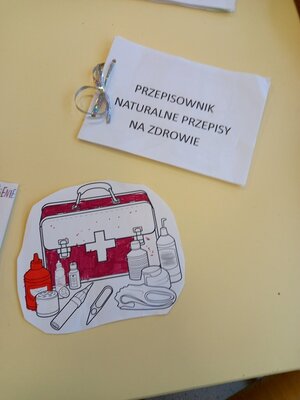 PRZEPISOWNIK
NATURALNE PRZEPISY
NA ZDROWIE